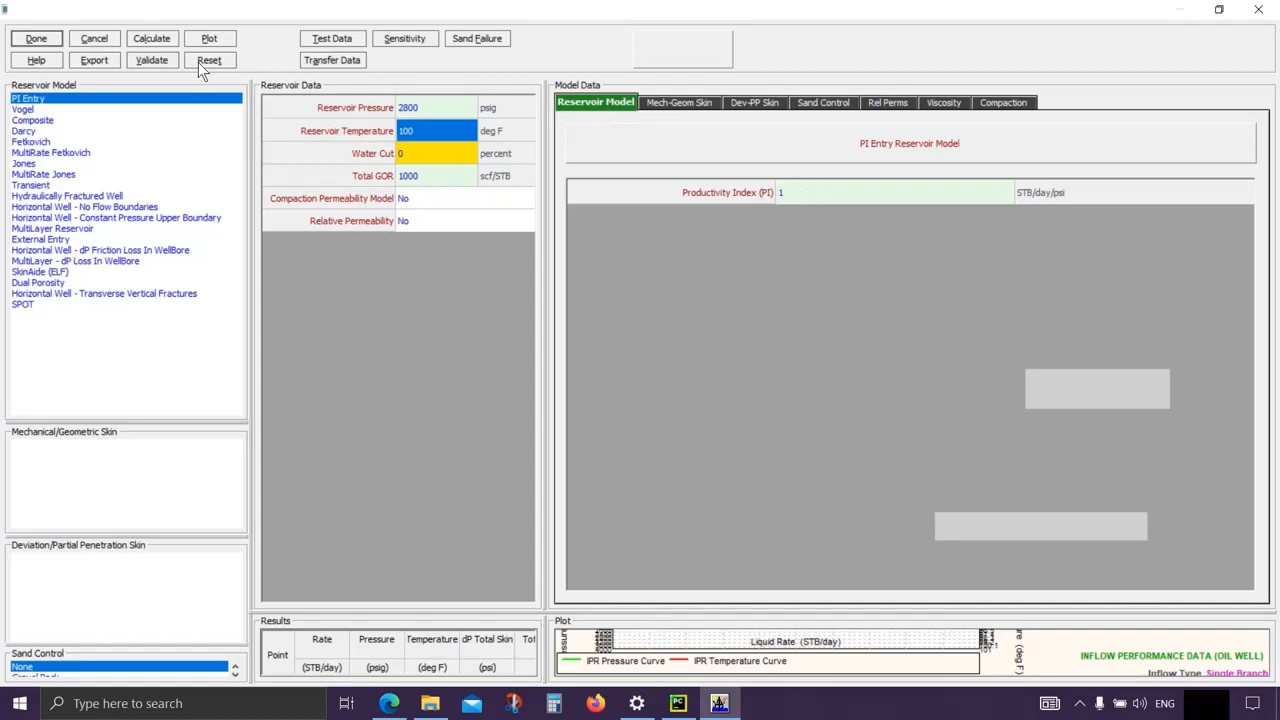 Done Cancel Calculate Plot Test Data Sensitivity Sand Failure
Help Export Validate Reset Transfer Data
Reservoir Model
PI Entry
Vogel
Composite
Darcy
Fetkovich
MultiRate Fetkovich
Jones
MultiRate Jones
Transient
Hydraulically Fractured Well
Horizontal Well - No Flow Boundaries
Horizontal Well - Constant Pressure Upper Boundary
MultiLayer Reservoir
External Entry
Horizontal Well - dP Friction Loss In WellBore
MultiLayer - dP Loss In WellBore
SkinAide (ELF)
Dual Porosity
Horizontal Well - Transverse Vertical Fractures
SPOT
Mechanical/Geometric Skin
Deviation/Partial Penetration Skin
Sand Control
None
Gravel Pack
Reservoir Data
Reservoir Pressure 2800 psig
Reservoir Temperature 100 deg F
Water Cut 0 percent
Total GOR 1000 scf/STB
Compaction Permeability Model No
Relative Permeability No
Model Data
Reservoir Model Mech-Geom Skin Dev-PP Skin Sand Control Rel Perms Viscosity Compaction
PI Entry Reservoir Model
Productivity Index (PI) 1 STB/day/psi
Results
Point Rate Pressure Temperature dP Total Skin Tot
(STB/day) (psig) (deg F) (psi)
Plot
Liquid Rate (STB/day)
IPR Pressure Curve IPR Temperature Curve
INFLOW PERFORMANCE DATA (OIL WELL)
Inflow Type Single Branch
Type here to search
ENG